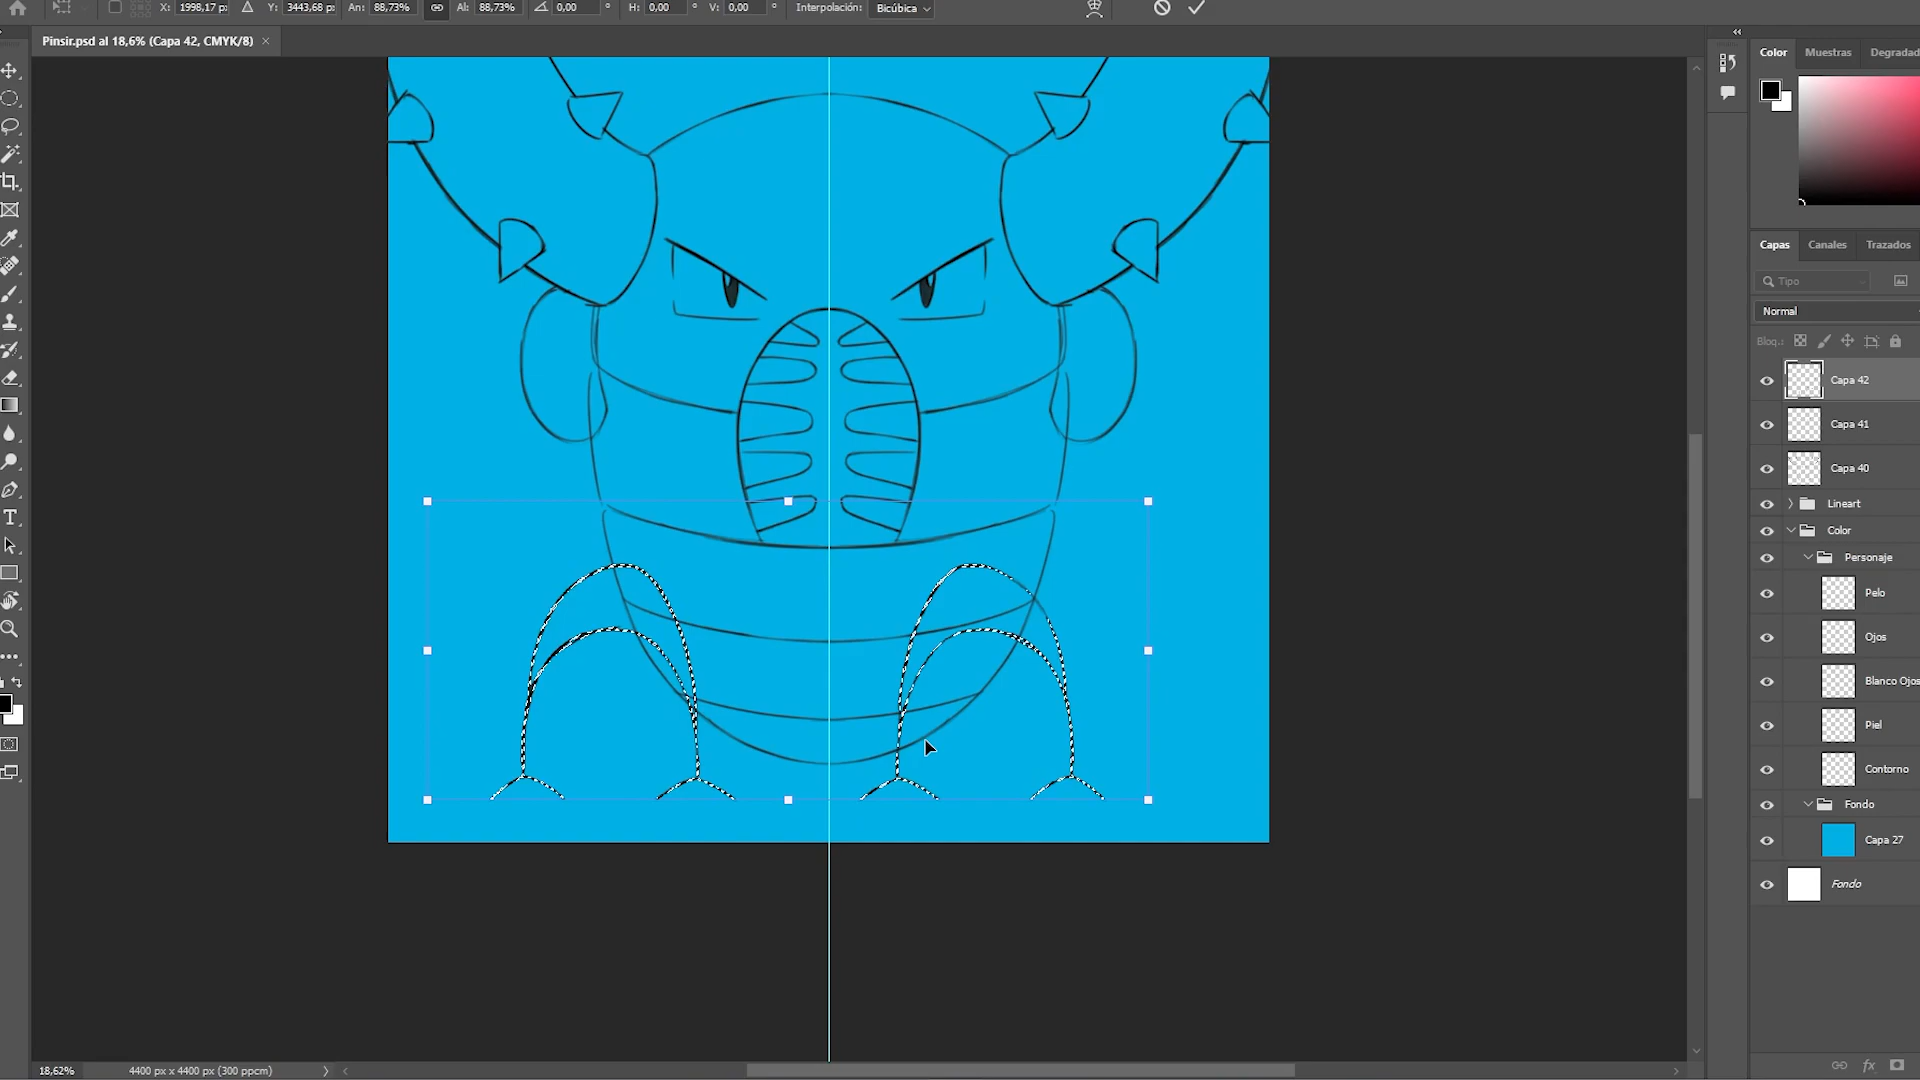 X: 1998,17 px Y: 3443,68 px An: 88,73% Al: 88,73% 0,00 ° H: 0,00 ° V: 0,00 ° Interpolación: Bicúbica
Pinsir.psd al 18,6% (Capa 42, CMYK/8) ×
Color Muestras Degradad
Capas Canales Trazados
Tipo
Normal
Bloq.:
Capa 42
Capa 41
Capa 40
Lineart
Color
Personaje
Pelo
Ojos
Blanco Ojos
Piel
Contorno
Fondo
Capa 27
Fondo
fx
18,62% 4400 px x 4400 px (300 ppcm)